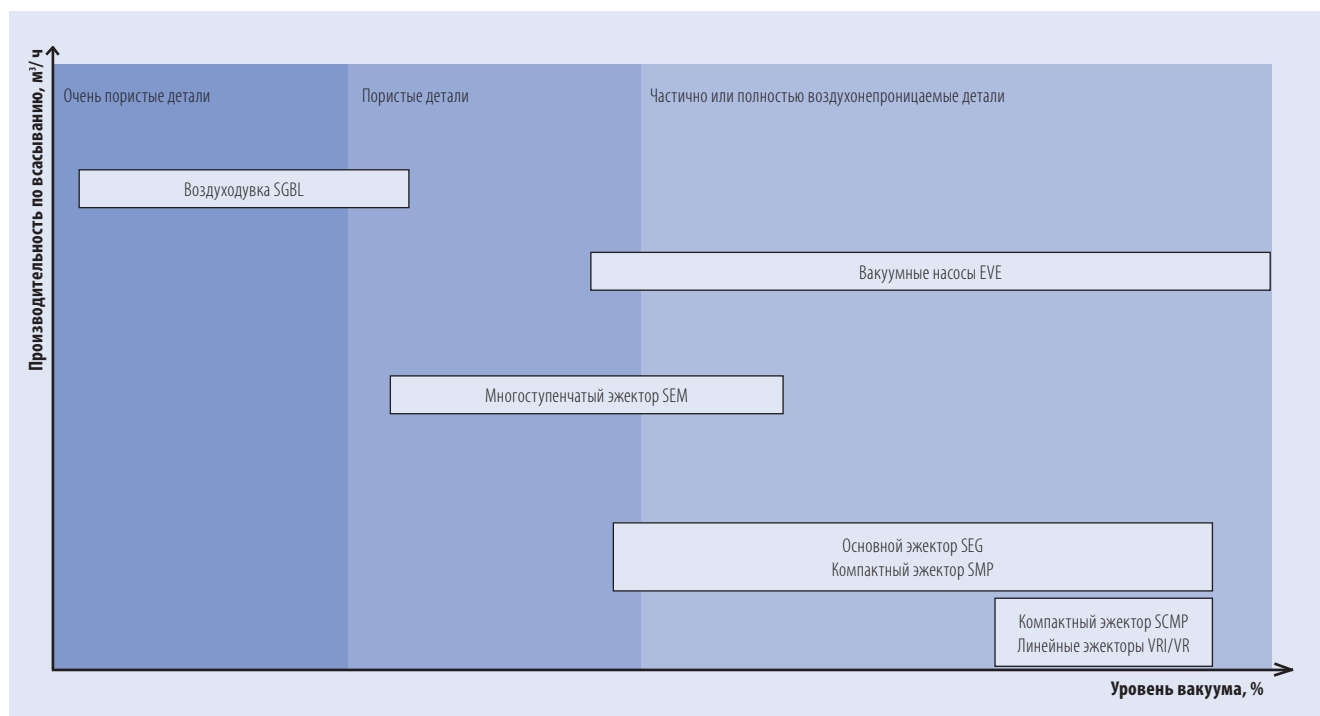 Производительность по всасыванию, м³/ ч
Очень пористые детали
Пористые детали
Частично или полностью воздухонепроницаемые детали
Воздуходувка SGBL
Вакуумные насосы EVE
Многоступенчатый эжектор SEM
Основной эжектор SEG
Компактный эжектор SMP
Компактный эжектор SCMP
Линейные эжекторы VRI/VR
Уровень вакуума, %